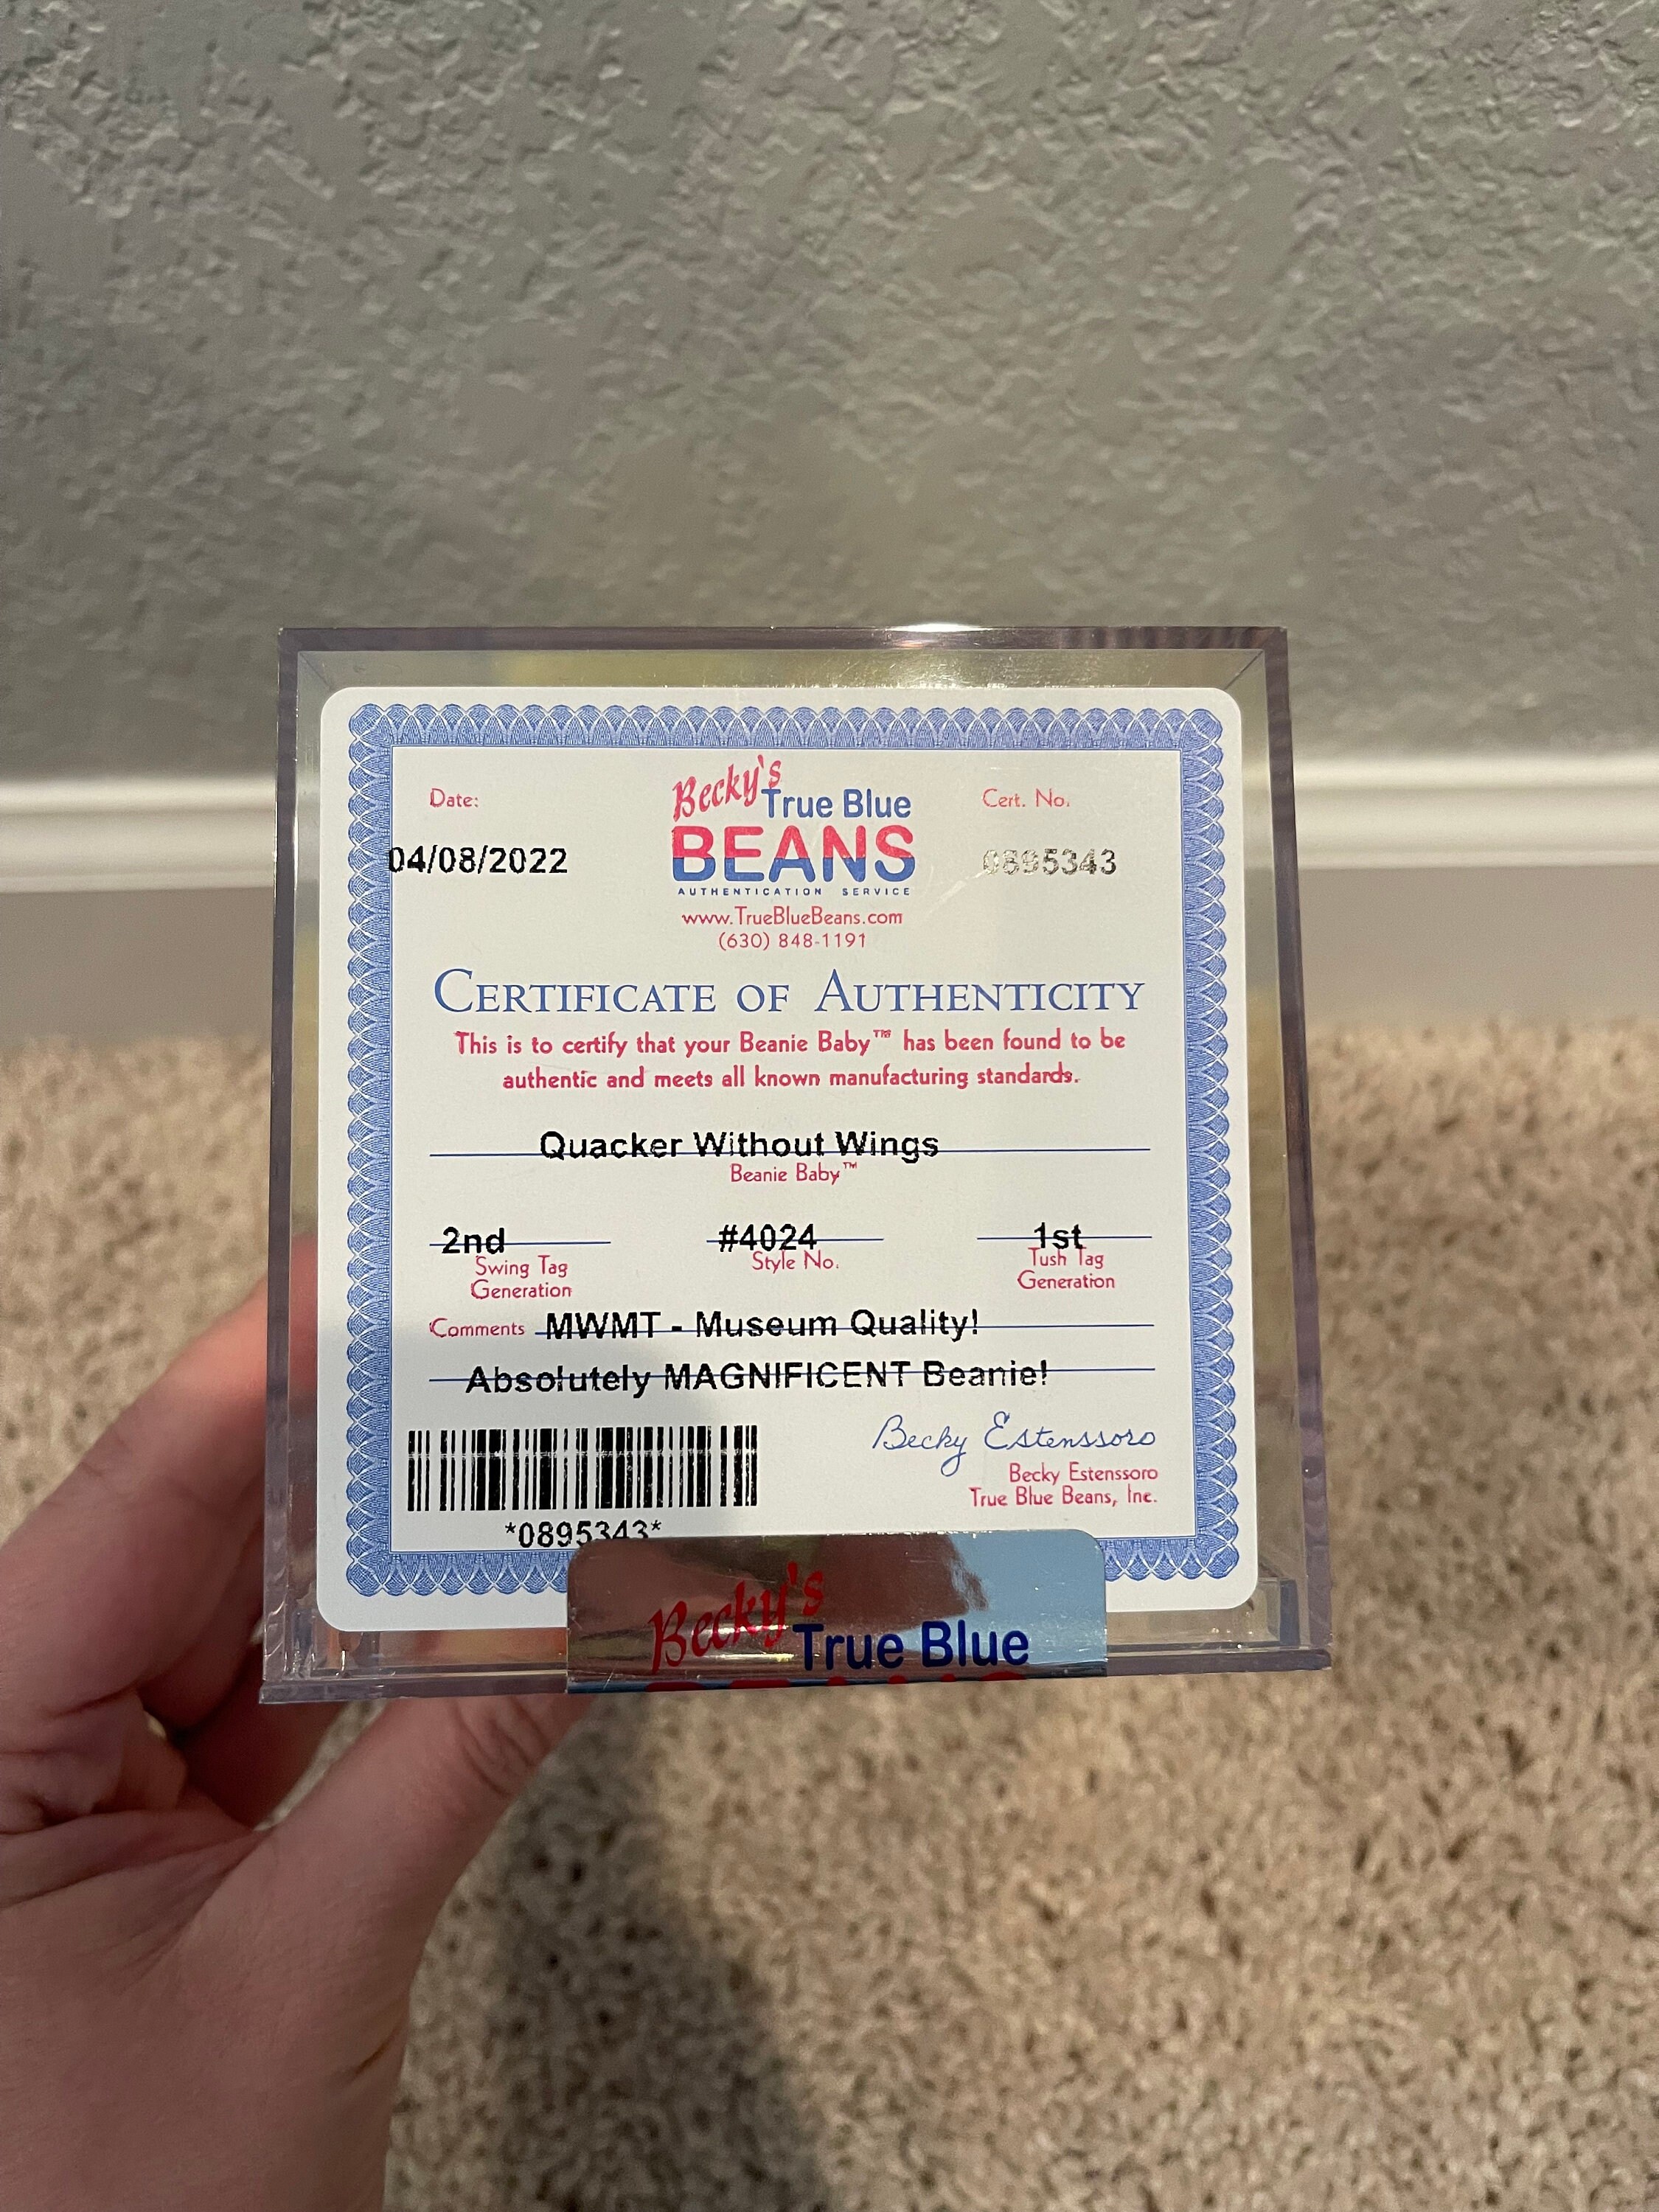 Date:
04/08/2022
Becky's
True Blue
BEANS
AUTHENTICATION SERVICE
www.TrueBlueBeans.com
(630) 848-1191
Cert. No.
0895343
CERTIFICATE OF AUTHENTICITY
This is to certify that your Beanie Baby™ has been found to be
authentic and meets all known manufacturing standards.
Quacker Without Wings
Beanie Baby™
2nd
Swing Tag
Generation
#4024
Style No.
1st
Tush Tag
Generation
Comments MWMT - Museum Quality!
Absolutely MAGNIFICENT Beanie!
*0895343*
Becky Estenssoro
Becky Estenssoro
True Blue Beans, Inc.
Becky's
True Blue